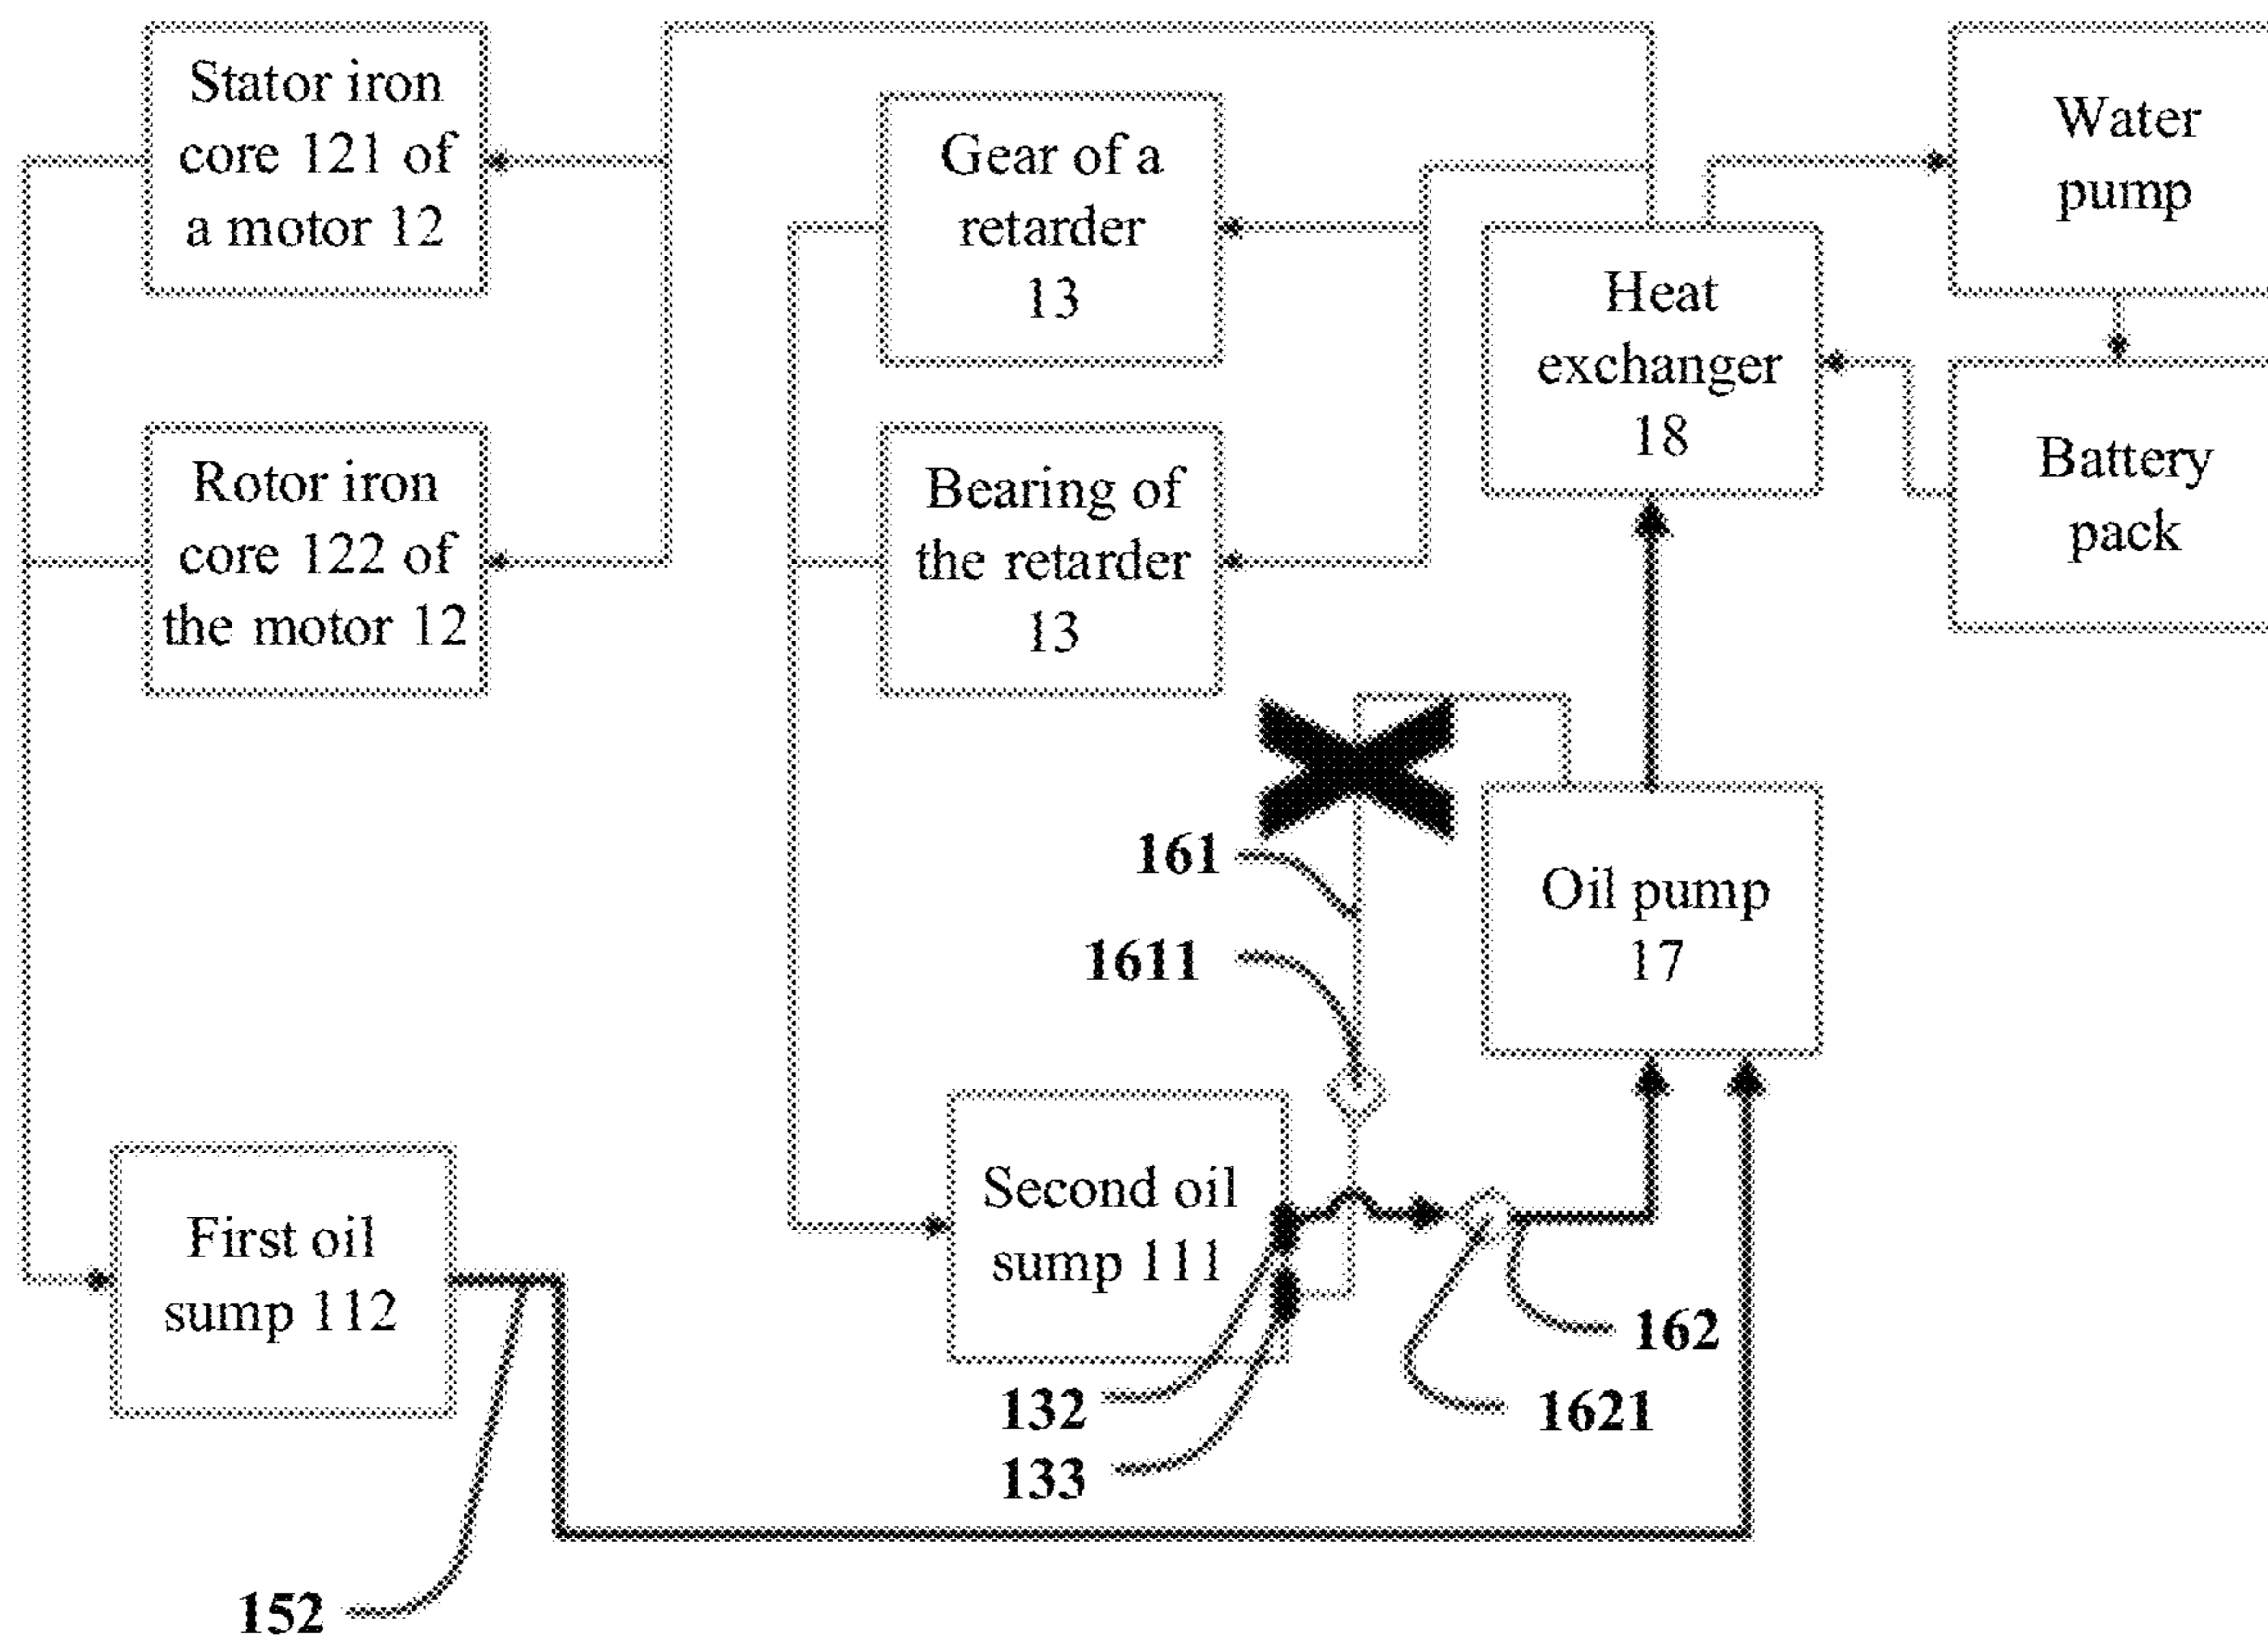 Stator iron
core 121 of
a motor 12
Gear of a
retarder
13
Water
pump
Heat
exchanger
18
Rotor iron
core 122 of
the motor 12
Bearing of
the retarder
13
Battery
pack
161
1611
Oil pump
17
Second oil
sump 111
First oil
sump 112
162
132
1621
133
152